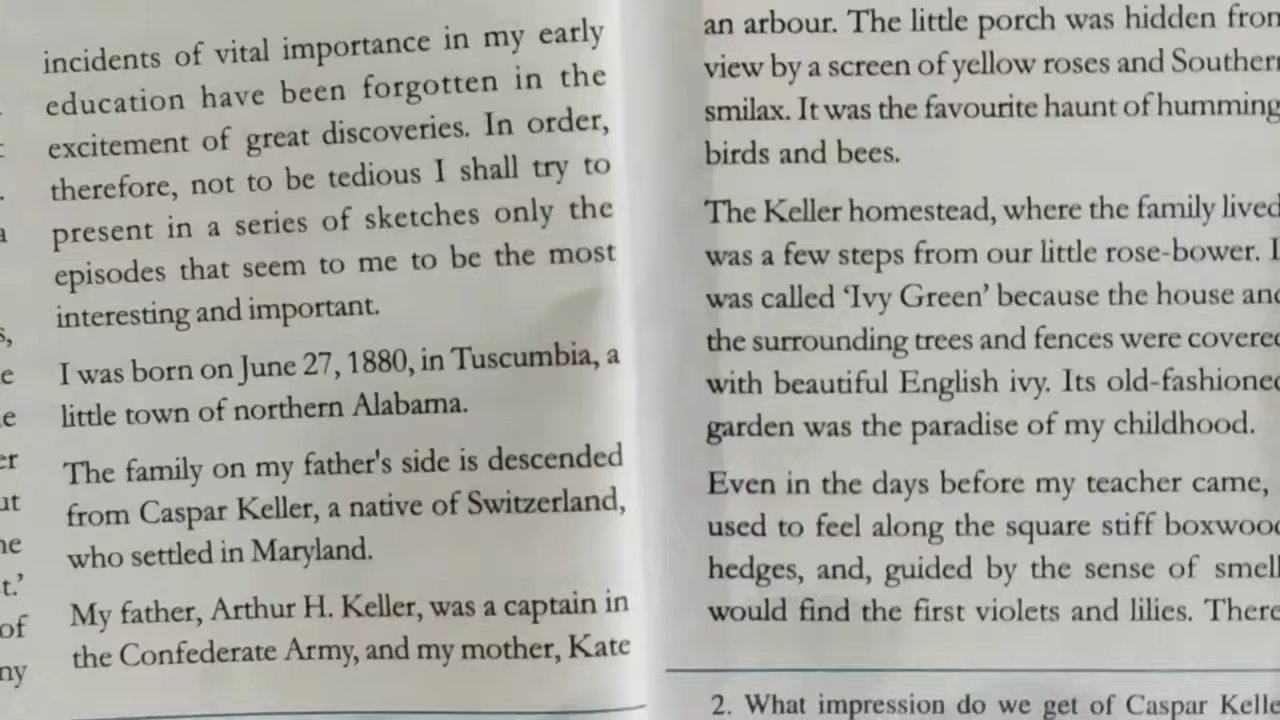 incidents of vital importance in my early
education have been forgotten in the
excitement of great discoveries. In order,
therefore, not to be tedious I shall try to
present in a series of sketches only the
episodes that seem to me to be the most
interesting and important.
I was born on June 27, 1880, in Tuscumbia, a
little town of northern Alabama.
The family on my father's side is descended
from Caspar Keller, a native of Switzerland,
who settled in Maryland.
My father, Arthur H. Keller, was a captain in
the Confederate Army, and my mother, Kate
an arbour. The little porch was hidden
view by a screen of yellow roses and
smilax. It was the favourite haunt of humming
birds and bees.
The Keller homestead, where the family lived
was a few steps from our little rose-bower.
was called ‘Ivy Green’ because the house
the surrounding trees and fences were
with beautiful English ivy. Its
garden was the paradise of my childhood.
Even in the days before my teacher came,
used to feel along the square stiff
hedges, and, guided by the sense of smell
would find the first violets and lilies. There
2. What impression do we get of Caspar